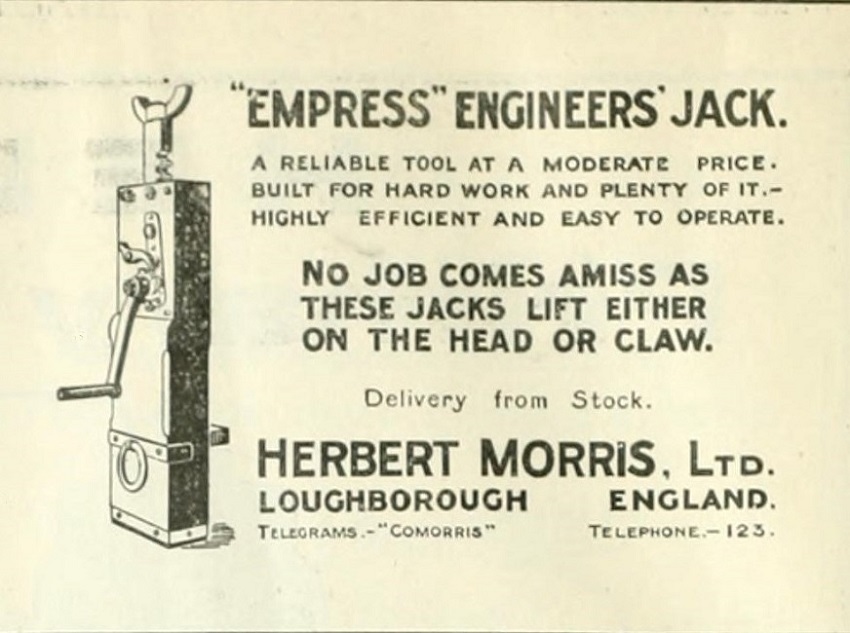 "EMPRESS" ENGINEERS' JACK.
A RELIABLE TOOL AT A MODERATE PRICE.
BUILT FOR HARD WORK AND PLENTY OF IT.-
HIGHLY EFFICIENT AND EASY TO OPERATE.
NO JOB COMES AMISS AS
THESE JACKS LIFT EITHER
ON THE HEAD OR CLAW.
Delivery from Stock.
HERBERT MORRIS, LTD.
LOUGHBOROUGH ENGLAND.
TELEGRAMS.-"COMORRIS" TELEPHONE.-123.